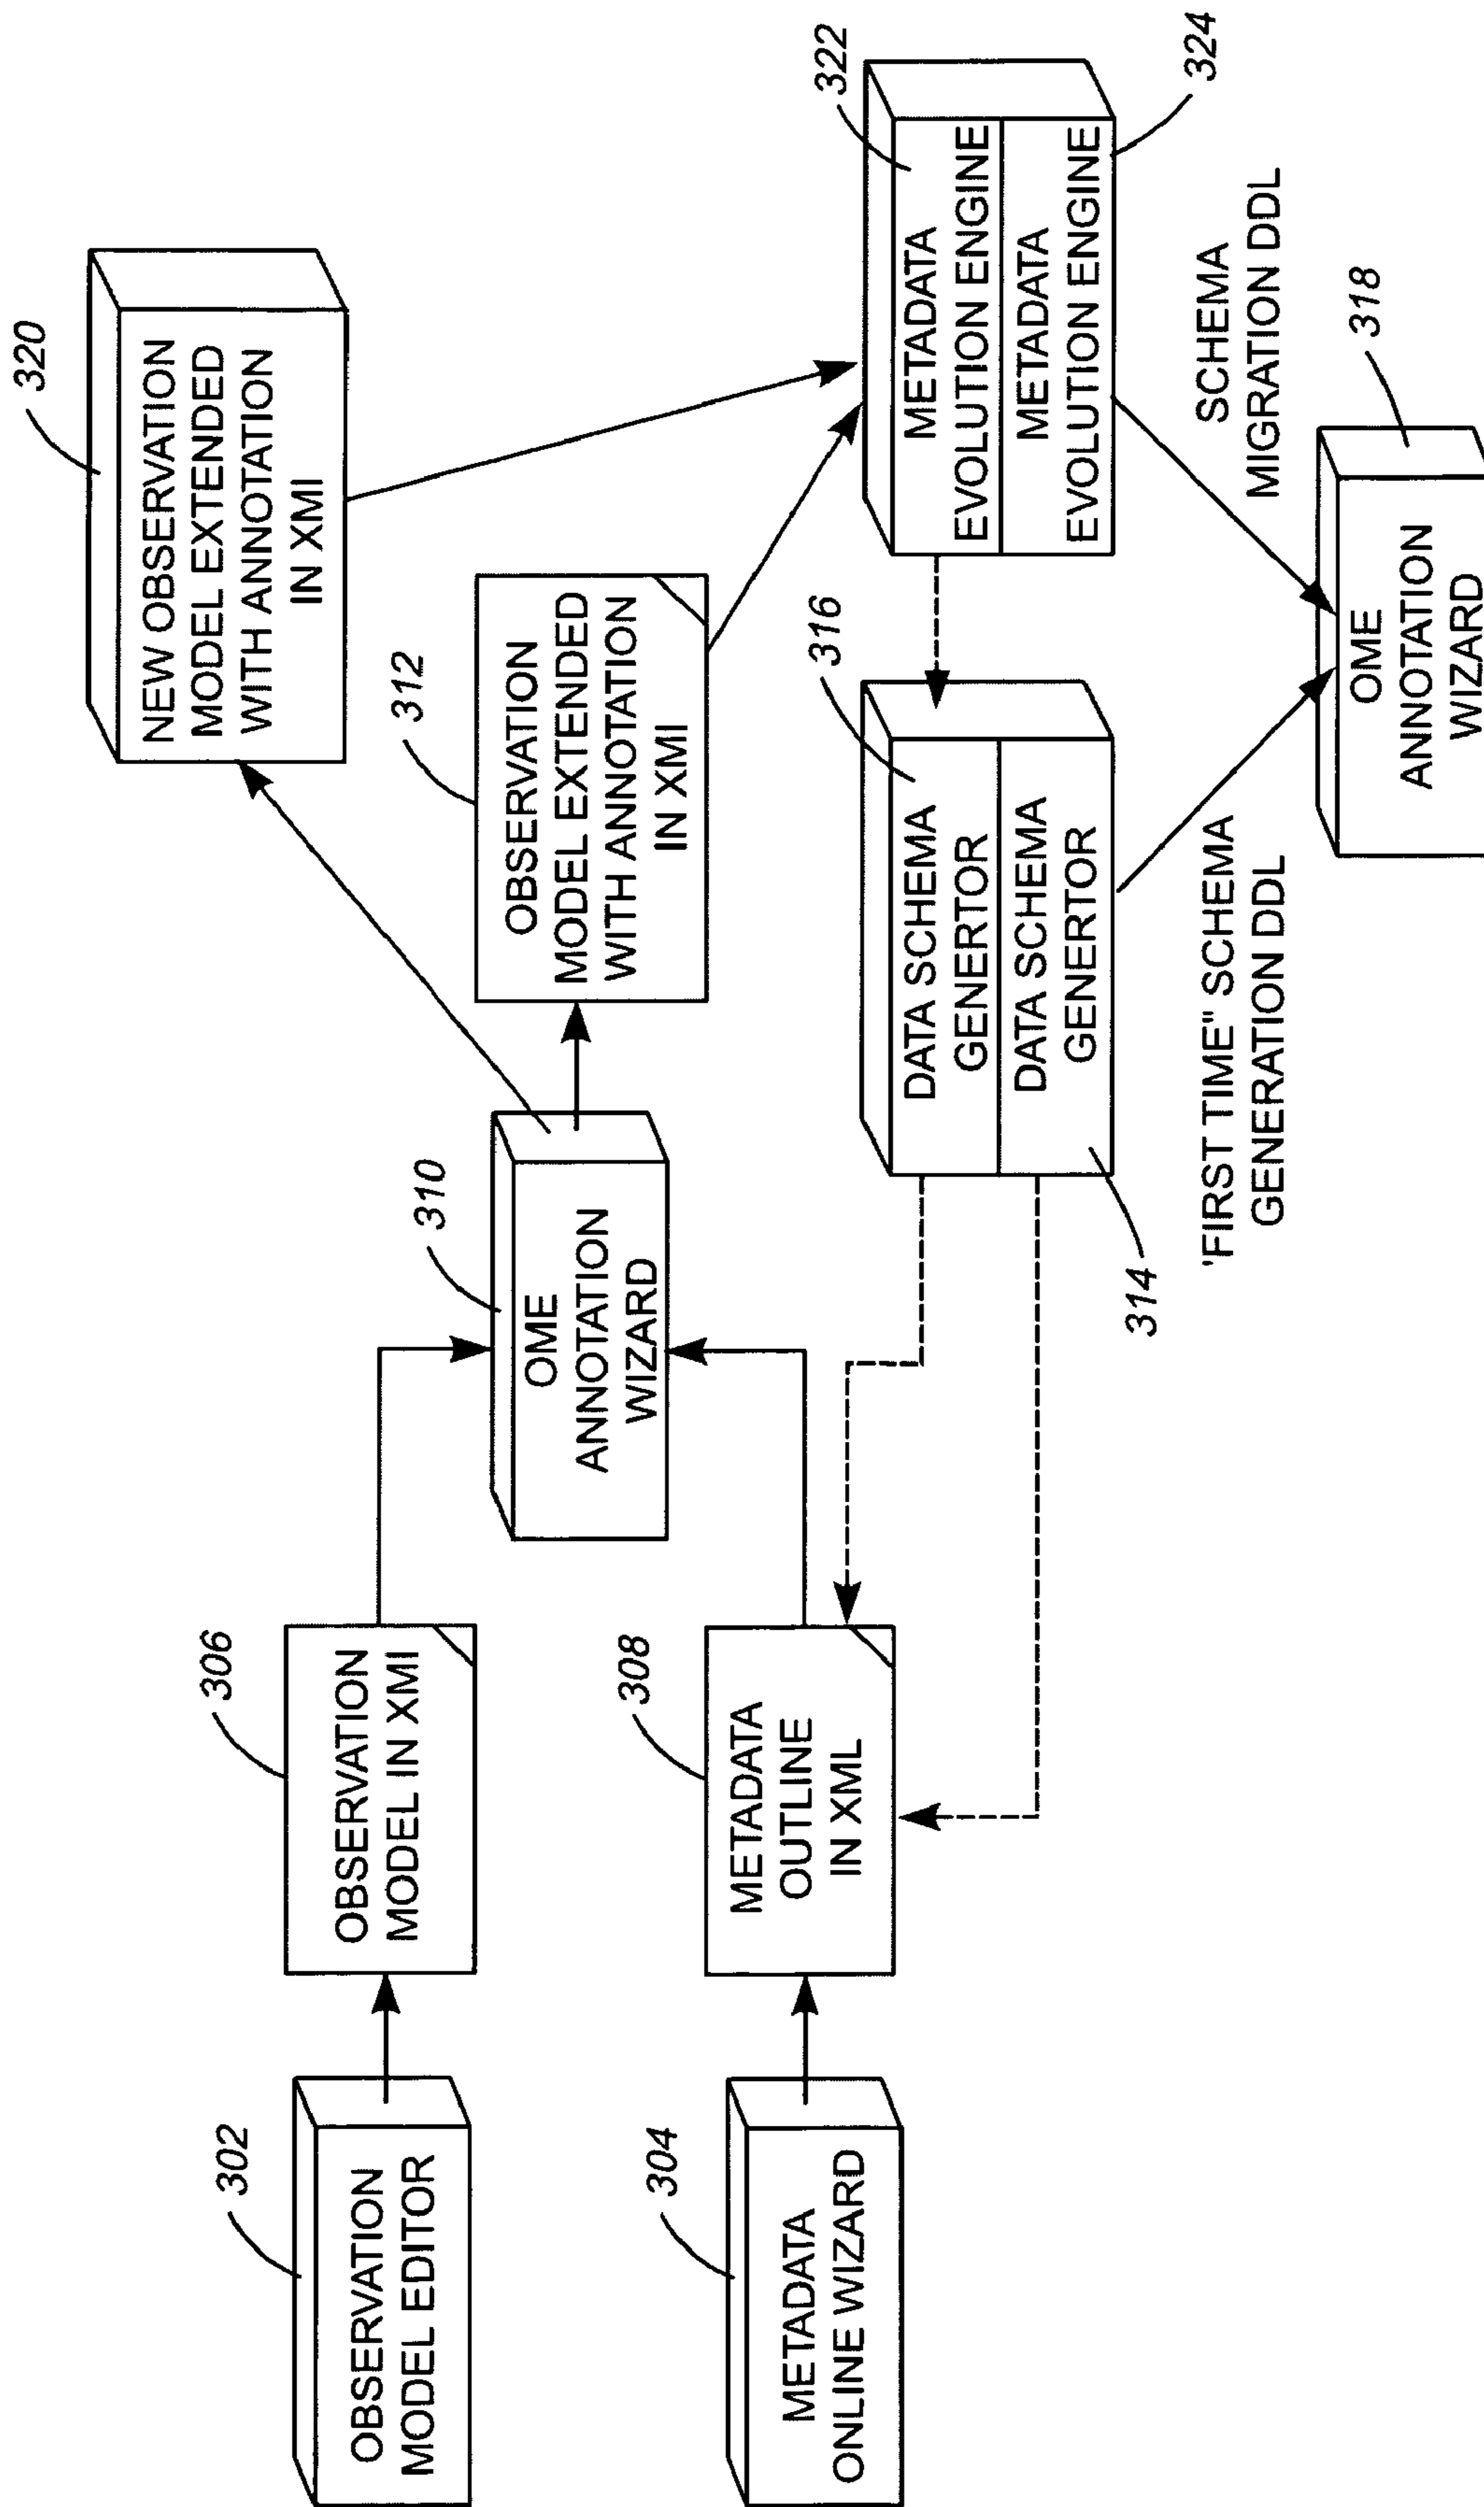 302
OBSERVATION
MODEL EDITOR
304
METADATA
ONLINE WIZARD
306
OBSERVATION
MODEL IN XMI
308
METADATA
OUTLINE
IN XML
310
OME
ANNOTATION
WIZARD
320
NEW OBSERVATION
MODEL EXTENDED
WITH ANNOTATION
IN XMI
312
OBSERVATION
MODEL EXTENDED
WITH ANNOTATION
IN XMI
316
DATA SCHEMA
GENERTOR
DATA SCHEMA
GENERTOR
314
322
METADATA
EVOLUTION ENGINE
METADATA
EVOLUTION ENGINE
324
'FIRST TIME" SCHEMA
GENERATION DDL
SCHEMA
MIGRATION DDL
318
OME
ANNOTATION
WIZARD